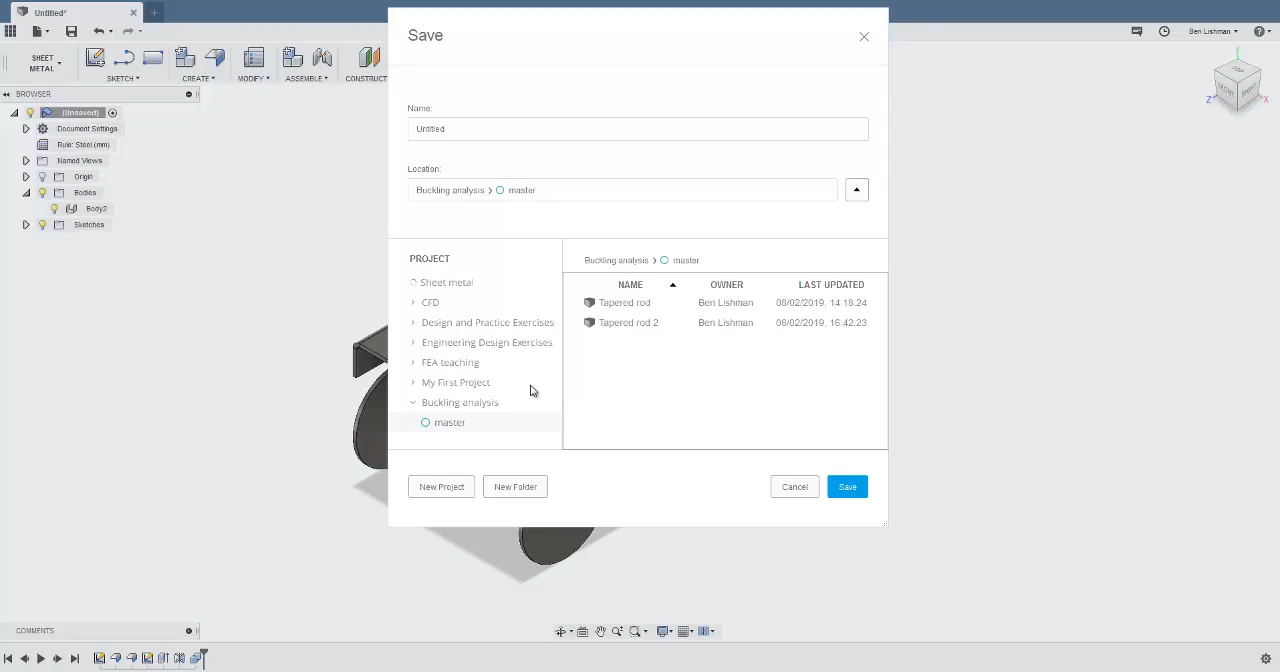 Untitled*
Save
Ben Lishman
SHEET METAL
SKETCH
CREATE
MODIFY
ASSEMBLE
CONSTRUCT
TOP
FRONT
RIGHT
Z
X
Y
BROWSER
(Unsaved)
Document Settings
Rule: Steel (mm)
Named Views
Origin
Bodies
Body2
Sketches
Name:
Untitled
Location:
Buckling analysis > master
PROJECT
Sheet metal
CFD
Design and Practice Exercises
Engineering Design Exercises
FEA teaching
My First Project
Buckling analysis
master
Buckling analysis > master
NAME OWNER LAST UPDATED
Tapered rod Ben Lishman 08/02/2019, 14:18:24
Tapered rod 2 Ben Lishman 08/02/2019, 16:42:23
New Project New Folder Cancel Save
COMMENTS